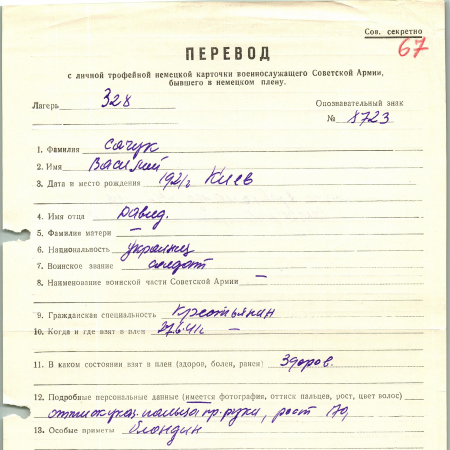 Сов. секретно
67
ПЕРЕВОД
с личной трофейной немецкой карточки военнослужащего Советской Армии,
бывшего в немецком плену.
Лагерь 328 Опознавательный знак
№ 18723
1. Фамилия Сачук
2. Имя Василий
3. Дата и место рождения 1921г Киев
4. Имя отца Давид.
5. Фамилия матери —
6. Национальность украинец
7. Воинское звание солдат
8. Наименование воинской части Советской Армии —
9. Гражданская специальность Крестьянин
10. Когда и где взят в плен 27.6.41г. —
11. В каком состоянии взят в плен (здоров, болен, ранен) Здоров.
12. Подробные персональные данные (имеется фотография, оттиск пальцев, рост, цвет волос)
оттиск указ. пальца пр. руки, рост 170,
13. Особые приметы блондин